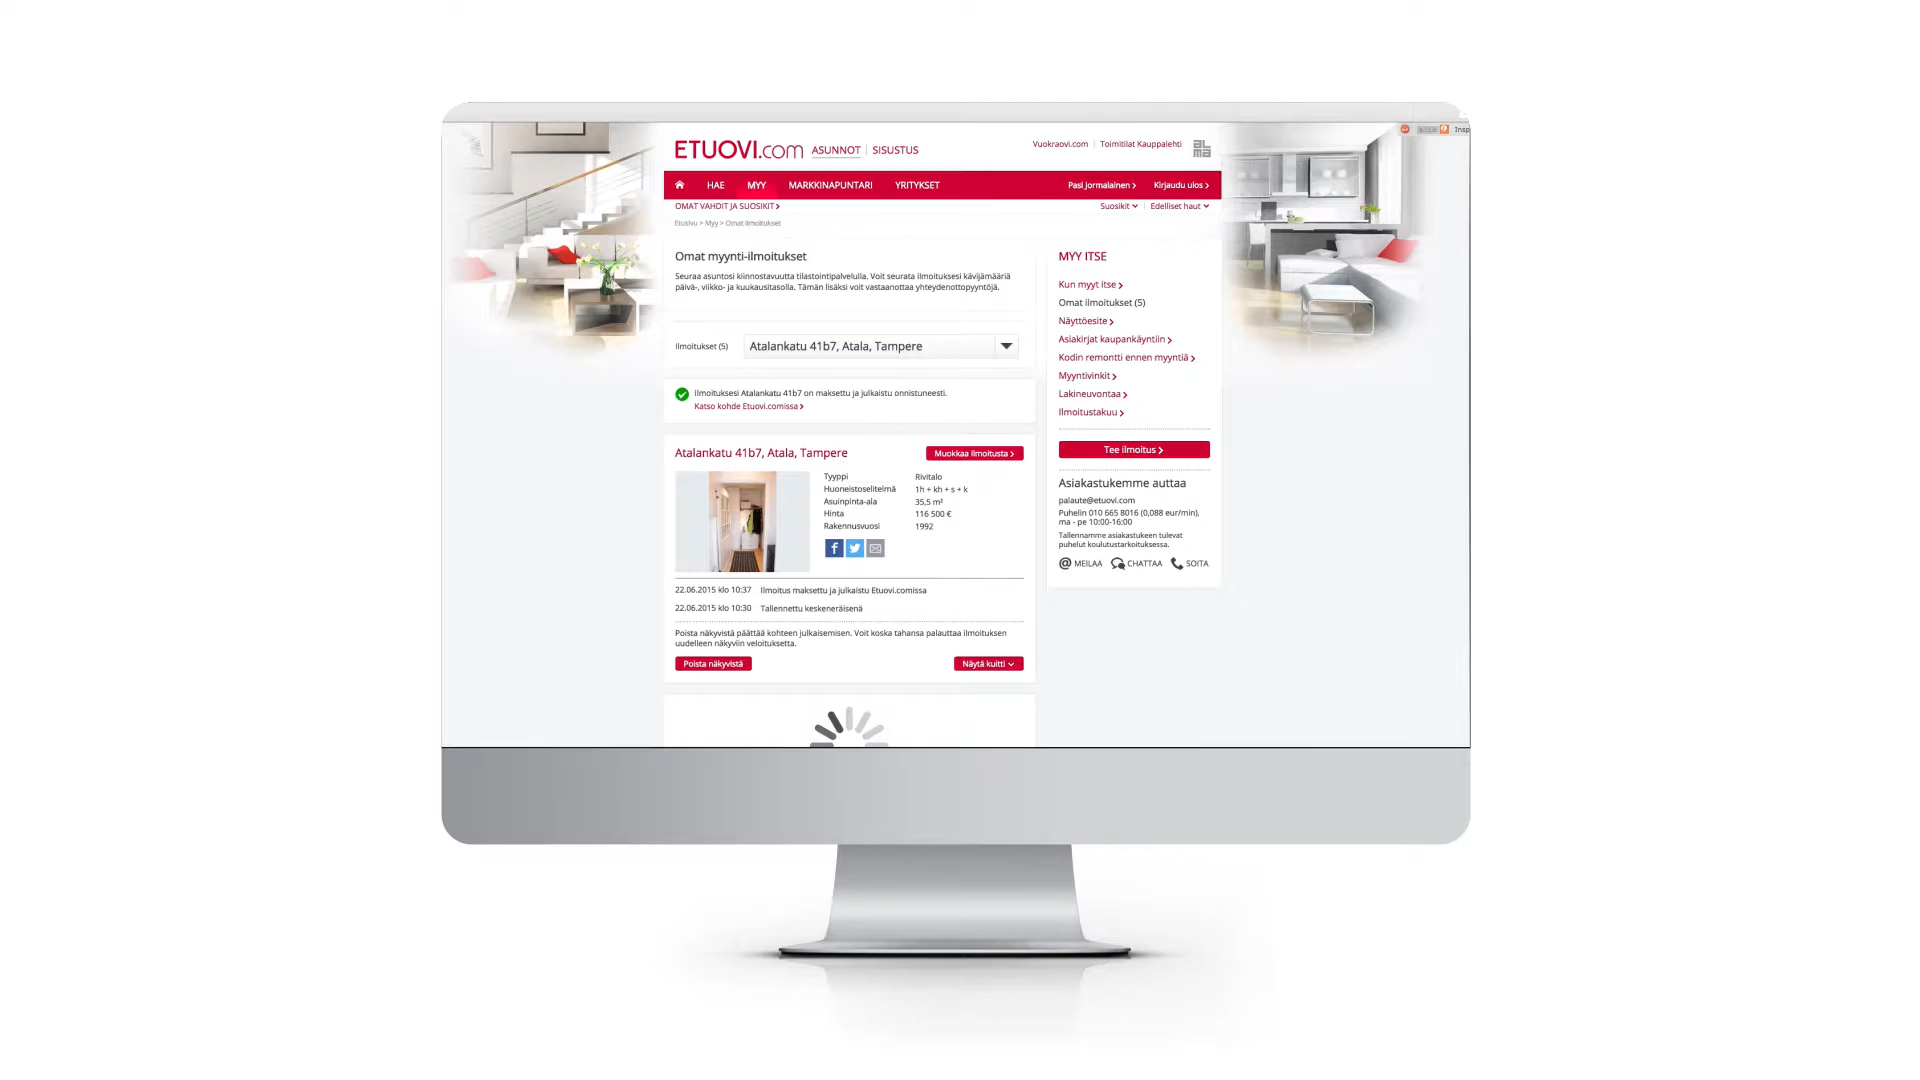 ETUOVI.com ASUNNOT SISUSTUS
Vuokraovi.com Toimitilat Kauppalehti
HAE MYY MARKKINAPUNTARI YRITYKSET
Pasi Jormalainen Kirjaudu ulos
OMAT VAHDIT JA SUOSIKIT
Suosikit Edelliset haut
Etusivu > Myy > Omat ilmoitukset
Omat myynti-ilmoitukset
Seuraa asuntosi kiinnostavuutta tilastointipalvelulla. Voit seurata ilmoituksesi kävijämääriä
päivä-, viikko- ja kuukausitasolla. Tämän lisäksi voit vastaanottaa yhteydenottopyyntöjä.
Ilmoitukset (5) Atalankatu 41b7, Atala, Tampere
Ilmoituksesi Atalankatu 41b7 on maksettu ja julkaistu onnistuneesti.
Katso kohde Etuovi.comissa
Atalankatu 41b7, Atala, Tampere
Muokkaa ilmoitusta
Tyyppi Rivitalo
Huoneistoselitelmä 1h + kh + s + k
Asuinpinta-ala 35,5 m²
Hinta 116 500 €
Rakennusvuosi 1992
22.06.2015 klo 10:37 Ilmoitus maksettu ja julkaistu Etuovi.comissa
22.06.2015 klo 10:30 Tallennettu keskeneräisenä
Poista näkyvistä päättää kohteen julkaisemisen. Voit koska tahansa palauttaa ilmoituksen
uudelleen näkyviin veloituksetta.
Poista näkyvistä
Näytä kuitti
MYY ITSE
Kun myyt itse
Omat ilmoitukset (5)
Näyttöesite
Asiakirjat kaupankäyntiin
Kodin remontti ennen myyntiä
Myyntivinkit
Lakineuvontaa
Ilmoitustakuu
Tee ilmoitus
Asiakastukemme auttaa
palaute@etuovi.com
Puhelin 010 665 8016 (0,088 eur/min),
ma - pe 10:00-16:00
Tallennamme asiakastukeen tulevat
puhelut koulutustarkoituksessa.
MEILAA CHATTAA SOITA
Insp
ALMA